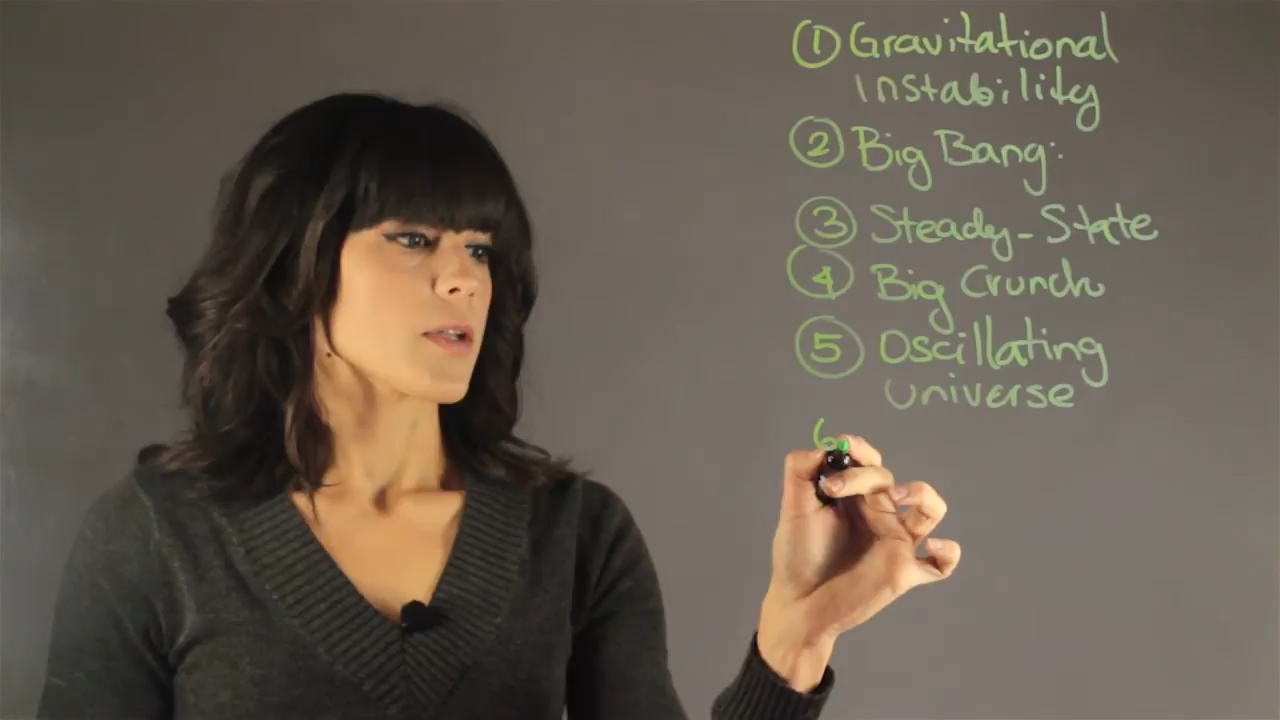 ① Gravitational
Instability
② Big Bang:
③ Steady-State
④ Big Crunch
⑤ Oscillating
universe
6